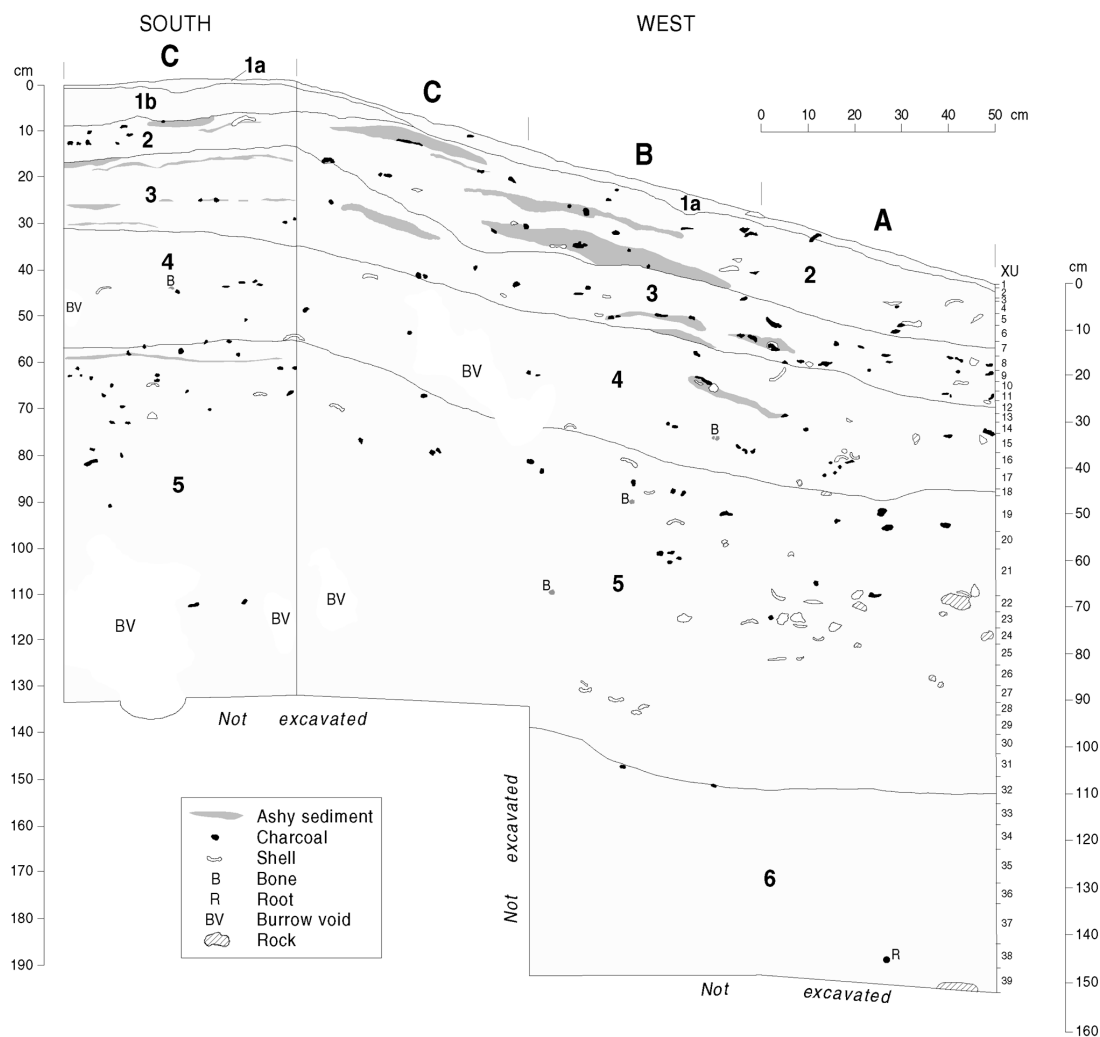 SOUTH WEST
C 1a
cm
0
10
20
30
40
50
60
70
80
90
100
110
120
130
140
150
160
170
180
190
1b
2
3
4
B
BV
5
BV
BV
C
B
0 10 20 30 40 50 cm
1a
A
2
3
4
BV
BV
B
B
B
5
6
R
XU
1
2
3
4
5
6
7
8
9
10
11
12
13
14
15
16
17
18
19
20
21
22
23
24
25
26
27
28
29
30
31
32
33
34
35
36
37
38
39
cm
0
10
20
30
40
50
60
70
80
90
100
110
120
130
140
150
160
Not excavated
Not excavated
Not excavated
Ashy sediment
Charcoal
Shell
B Bone
R Root
BV Burrow void
Rock